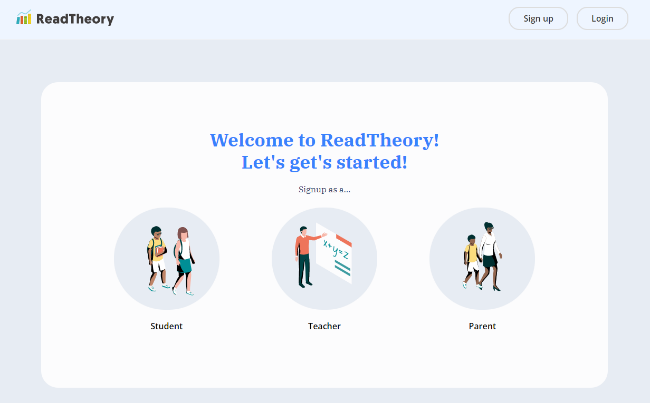 ReadTheory
Sign up
Login
Welcome to ReadTheory!
Let's get's started!
Signup as a...
x+y=z
Student
Teacher
Parent